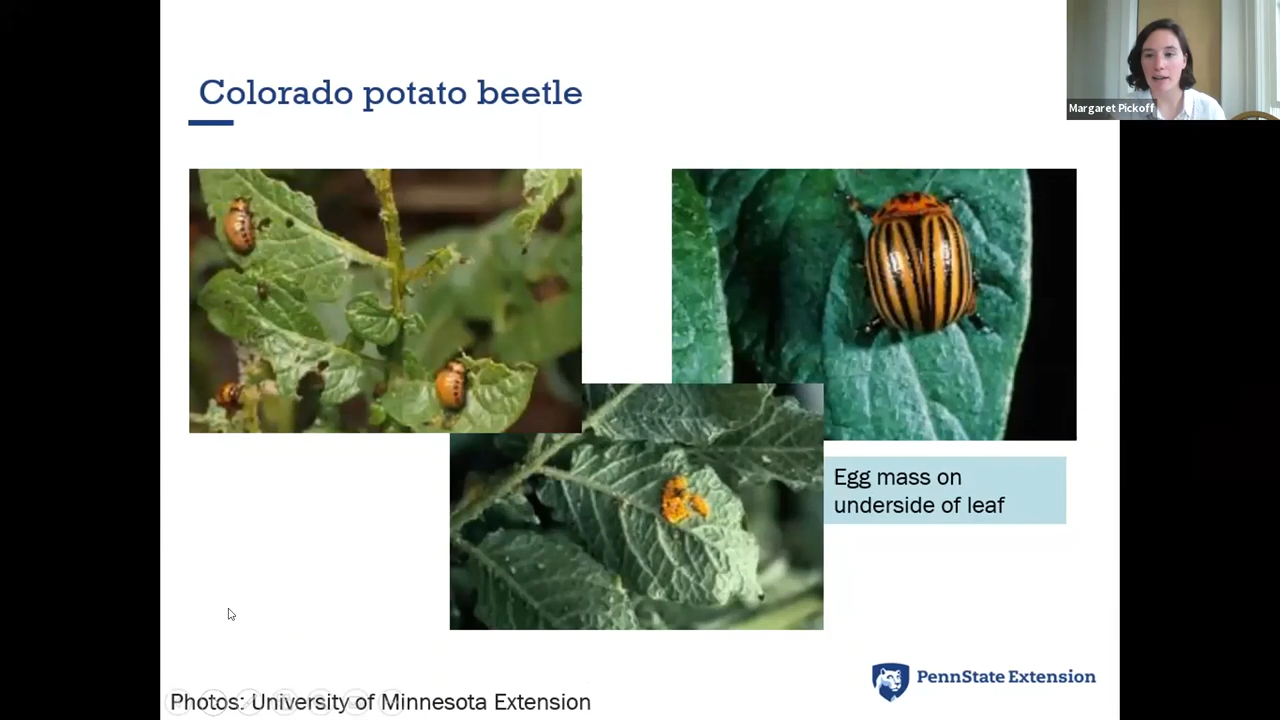 Colorado potato beetle
Margaret Pickoff
Egg mass on
underside of leaf
PennState Extension
Photos: University of Minnesota Extension